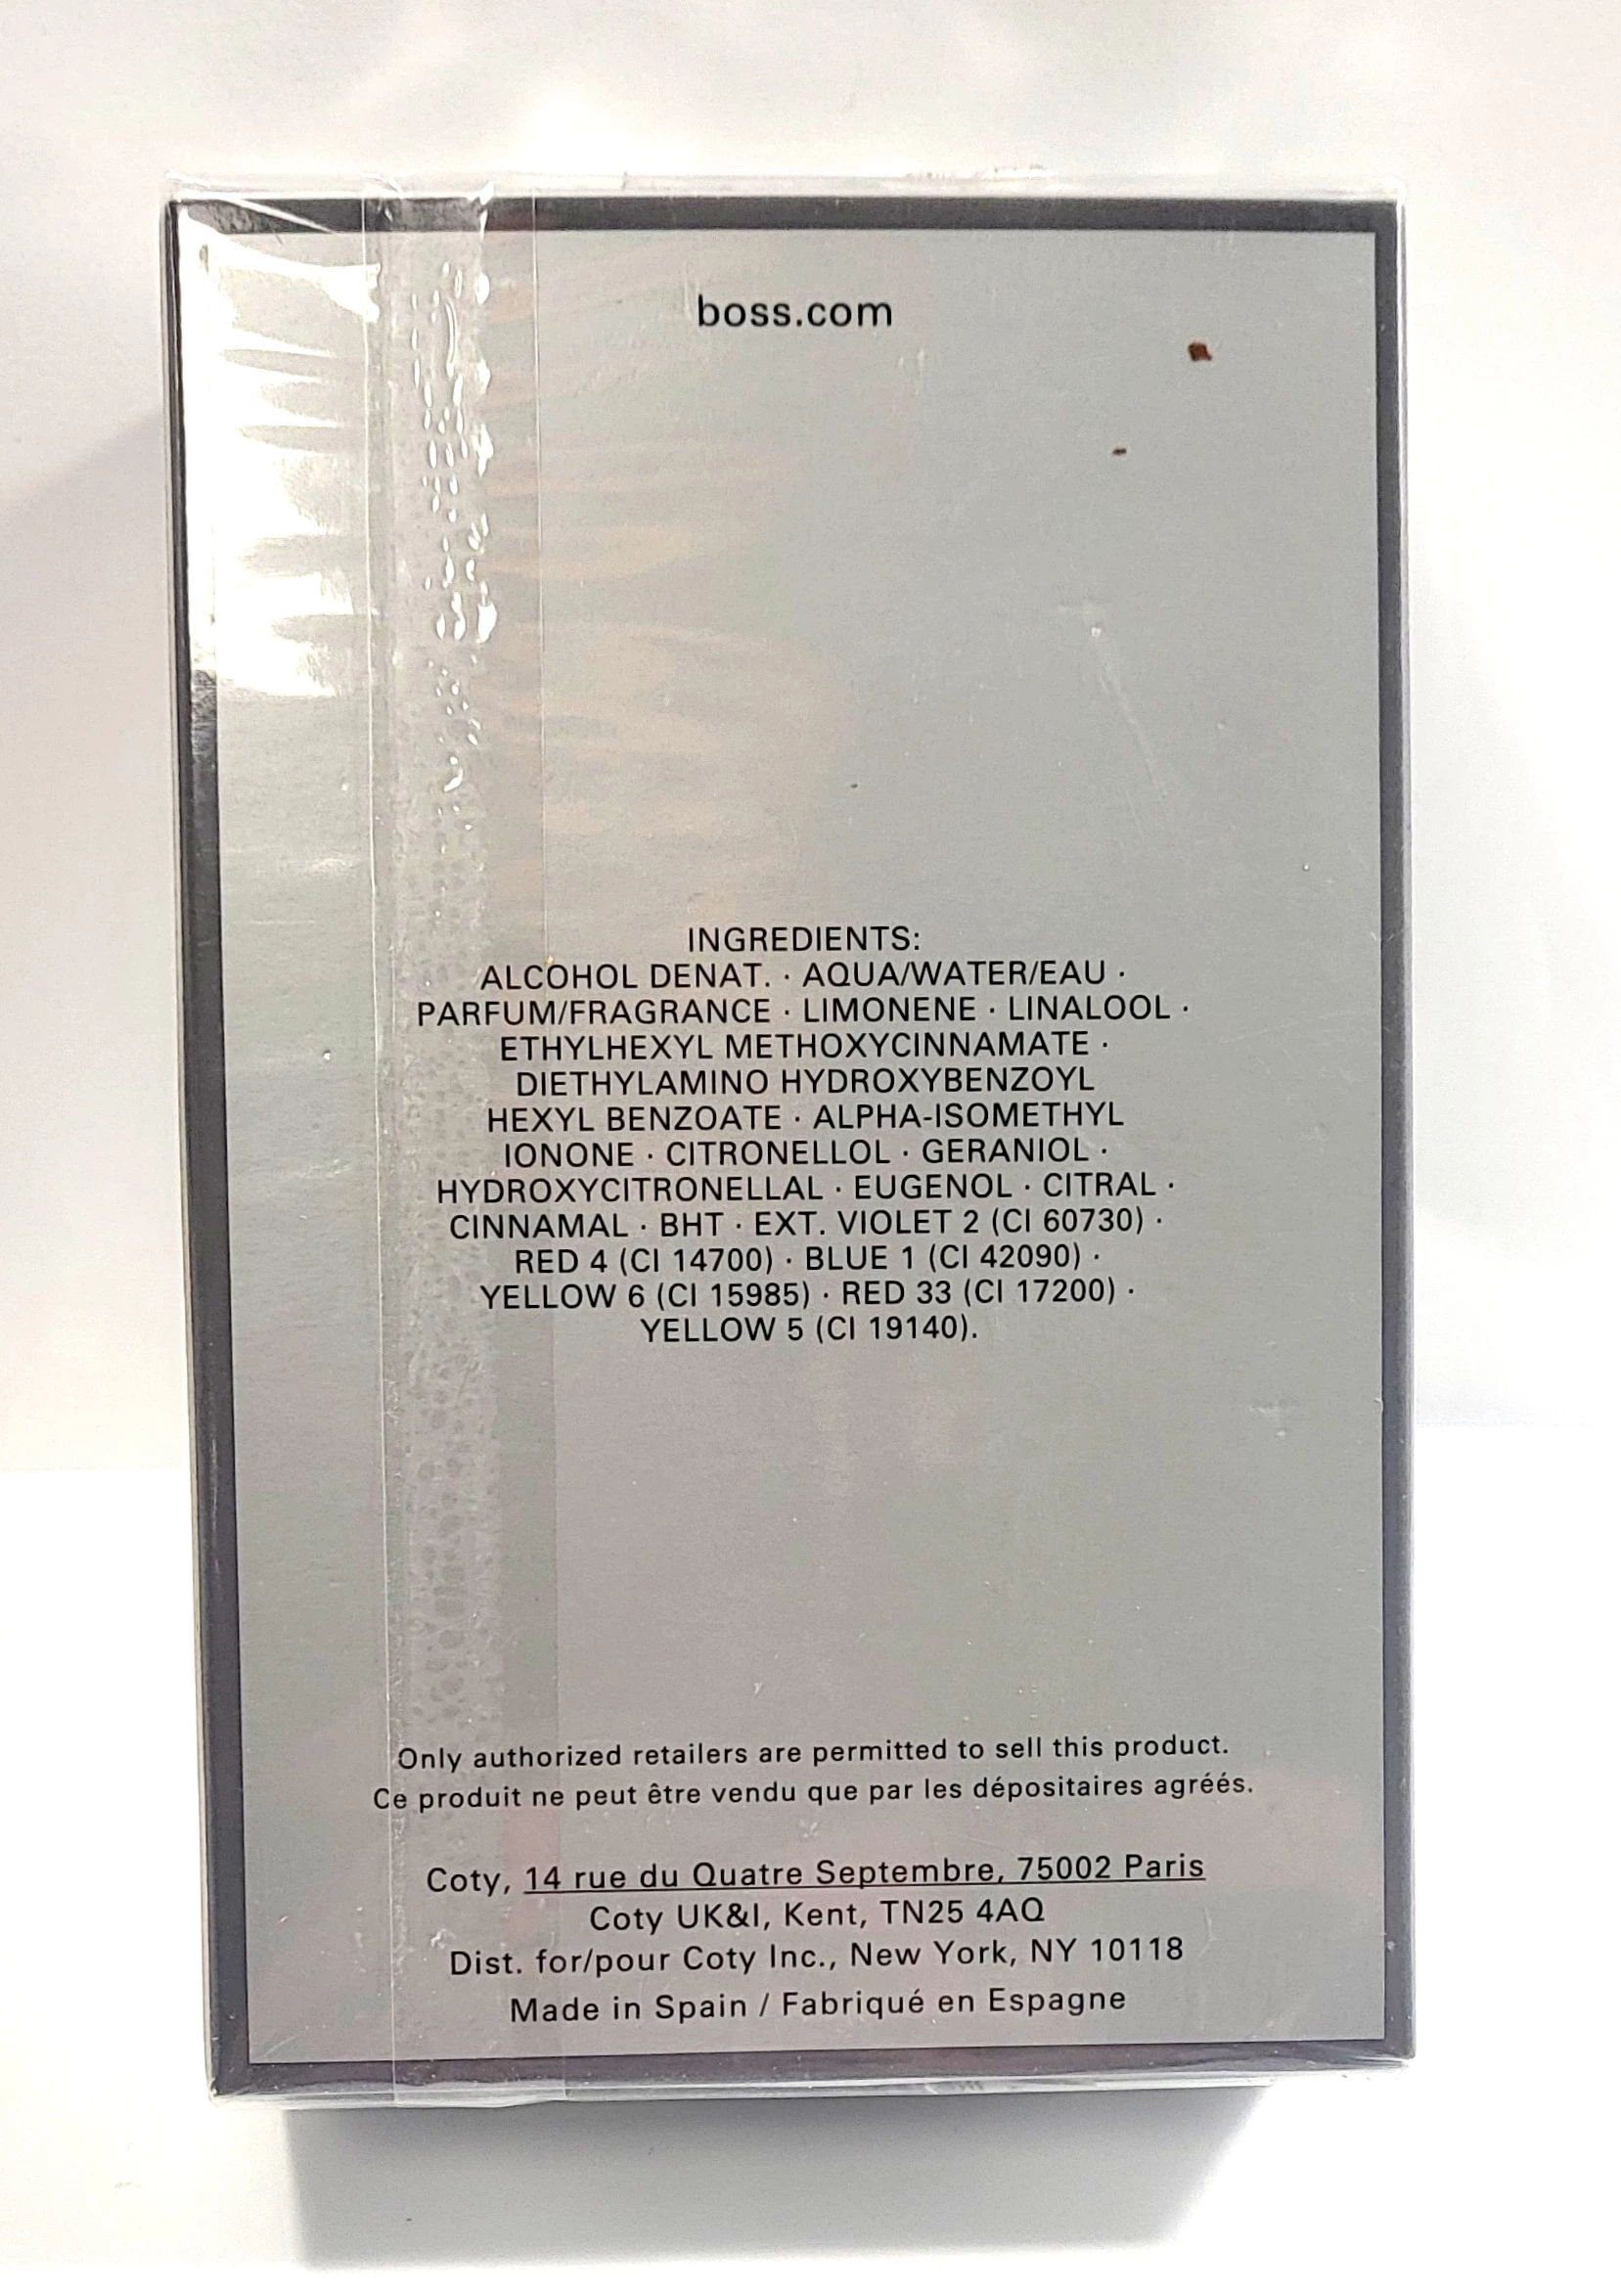 boss.com
INGREDIENTS:
ALCOHOL DENAT. · AQUA/WATER/EAU ·
PARFUM/FRAGRANCE · LIMONENE · LINALOOL ·
ETHYLHEXYL METHOXYCINNAMATE ·
DIETHYLAMINO HYDROXYBENZOYL
HEXYL BENZOATE · ALPHA-ISOMETHYL
IONONE · CITRONELLOL · GERANIOL ·
HYDROXYCITRONELLAL · EUGENOL · CITRAL ·
CINNAMAL · BHT · EXT. VIOLET 2 (CI 60730) ·
RED 4 (CI 14700) · BLUE 1 (CI 42090) ·
YELLOW 6 (CI 15985) · RED 33 (CI 17200) ·
YELLOW 5 (CI 19140).
Only authorized retailers are permitted to sell this product.
Ce produit ne peut être vendu que par les dépositaires agréés.
Coty, 14 rue du Quatre Septembre, 75002 Paris
Coty UK&I, Kent, TN25 4AQ
Dist. for/pour Coty Inc., New York, NY 10118
Made in Spain / Fabriqué en Espagne